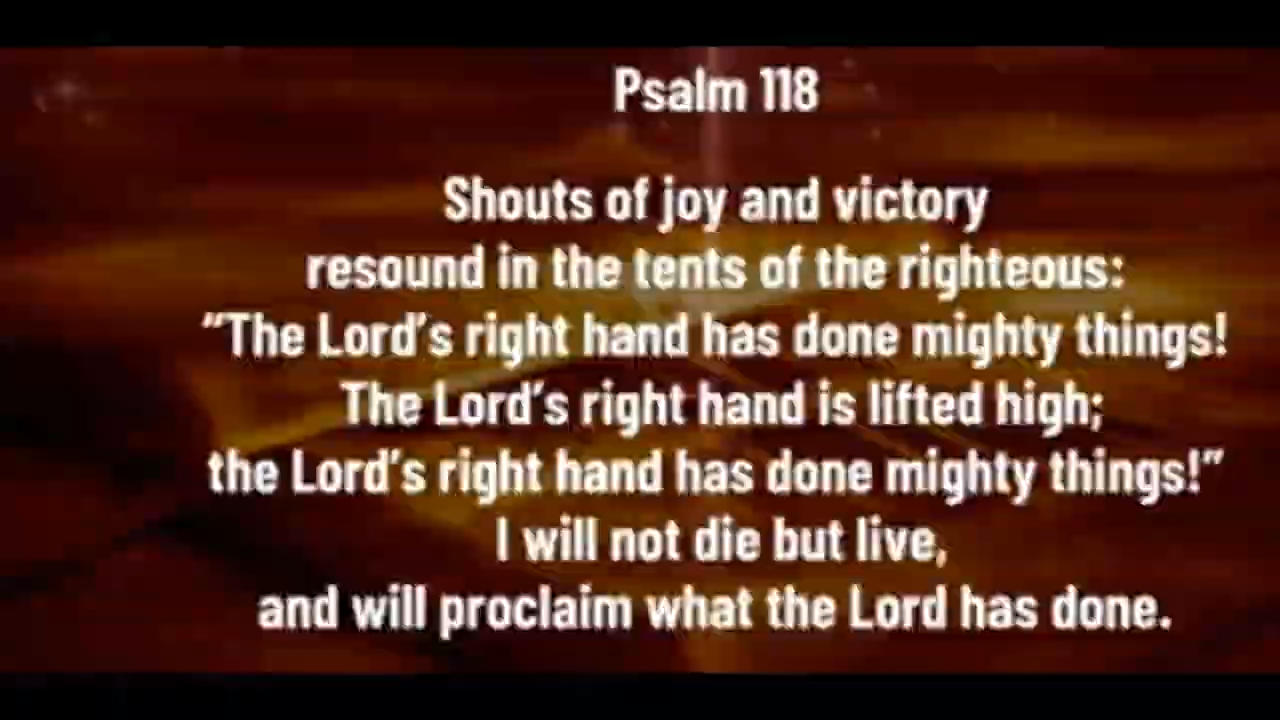 Psalm 118
Shouts of joy and victory
resound in the tents of the righteous:
“The Lord’s right hand has done mighty things!
The Lord’s right hand is lifted high;
the Lord’s right hand has done mighty things!”
I will not die but live,
and will proclaim what the Lord has done.